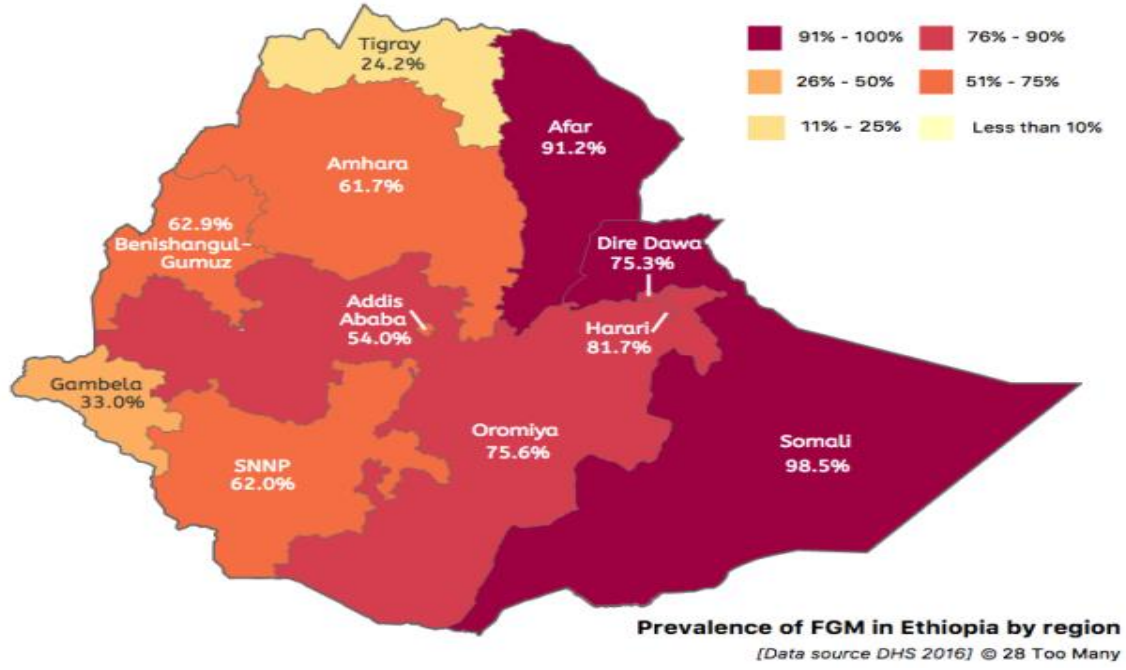 Tigray
24.2%
91% - 100%
76% - 90%
26% - 50%
51% - 75%
11% - 25%
Less than 10%
Afar
91.2%
Amhara
61.7%
62.9%
Benishangul-
Gumuz
Dire Dawa
75.3%
Addis
Ababa
54.0%
Harari
81.7%
Gambela
33.0%
Oromiya
75.6%
Somali
98.5%
SNNP
62.0%
Prevalence of FGM in Ethiopia by region
[Data source DHS 2016] © 28 Too Many